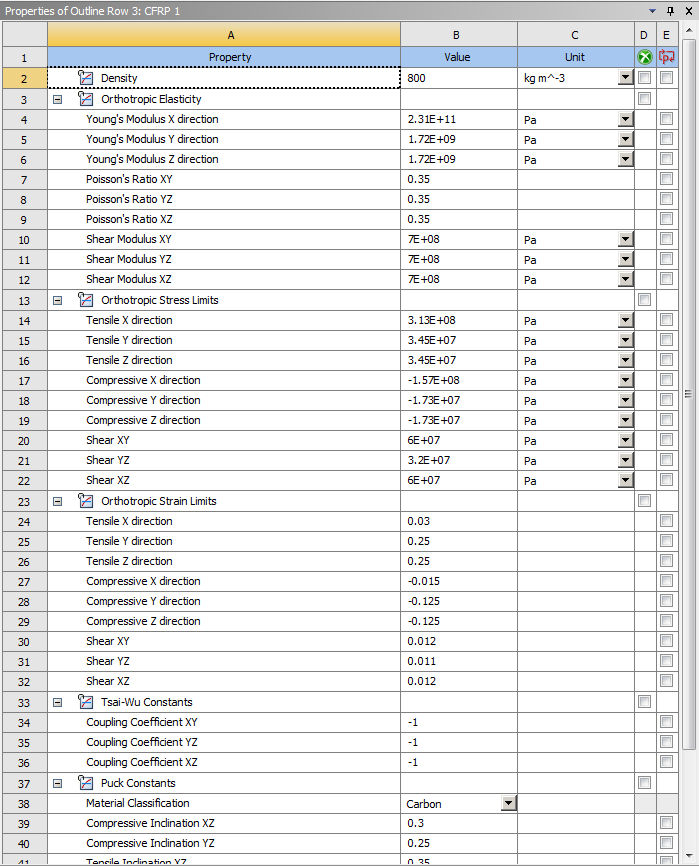 Properties of Outline Row 3: CFRP 1
A B C D E
1 Property Value Unit
2 Density 800 kg m^-3
3 Orthotropic Elasticity
4 Young's Modulus X direction 2.31E+11 Pa
5 Young's Modulus Y direction 1.72E+09 Pa
6 Young's Modulus Z direction 1.72E+09 Pa
7 Poisson's Ratio XY 0.35
8 Poisson's Ratio YZ 0.35
9 Poisson's Ratio XZ 0.35
10 Shear Modulus XY 7E+08 Pa
11 Shear Modulus YZ 7E+08 Pa
12 Shear Modulus XZ 7E+08 Pa
13 Orthotropic Stress Limits
14 Tensile X direction 3.13E+08 Pa
15 Tensile Y direction 3.45E+07 Pa
16 Tensile Z direction 3.45E+07 Pa
17 Compressive X direction -1.57E+08 Pa
18 Compressive Y direction -1.73E+07 Pa
19 Compressive Z direction -1.73E+07 Pa
20 Shear XY 6E+07 Pa
21 Shear YZ 3.2E+07 Pa
22 Shear XZ 6E+07 Pa
23 Orthotropic Strain Limits
24 Tensile X direction 0.03
25 Tensile Y direction 0.25
26 Tensile Z direction 0.25
27 Compressive X direction -0.015
28 Compressive Y direction -0.125
29 Compressive Z direction -0.125
30 Shear XY 0.012
31 Shear YZ 0.011
32 Shear XZ 0.012
33 Tsai-Wu Constants
34 Coupling Coefficient XY -1
35 Coupling Coefficient YZ -1
36 Coupling Coefficient XZ -1
37 Puck Constants
38 Material Classification Carbon
39 Compressive Inclination XZ 0.3
40 Compressive Inclination YZ 0.25
41 Tensile Inclination YZ 0.35